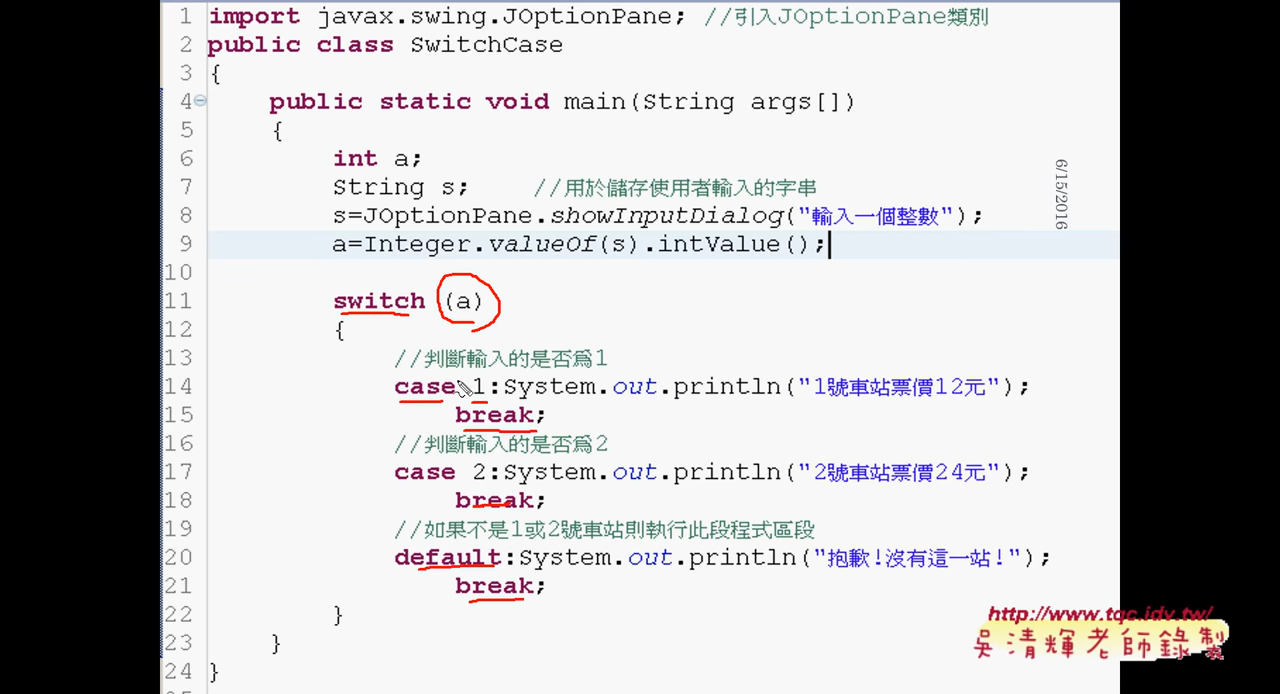 1 import javax.swing.JOptionPane; //引入JOptionPane類別
2 public class SwitchCase
3 {
4 public static void main(String args[])
5 {
6 int a;
7 String s; //用於儲存使用者輸入的字串
8 s=JOptionPane.showInputDialog("輸入一個整數");
9 a=Integer.valueOf(s).intValue();
10
11 switch (a)
12 {
13 //判斷輸入的是否為1
14 case 1:System.out.println("1號車站票價12元");
15 break;
16 //判斷輸入的是否為2
17 case 2:System.out.println("2號車站票價24元");
18 break;
19 //如果不是1或2號車站則執行此段程式區段
20 default:System.out.println("抱歉!沒有這一站!");
21 break;
22 }
23 }
24 }
6/15/2016
http://www.tqc.idv.tw/
吳清輝老師錄製